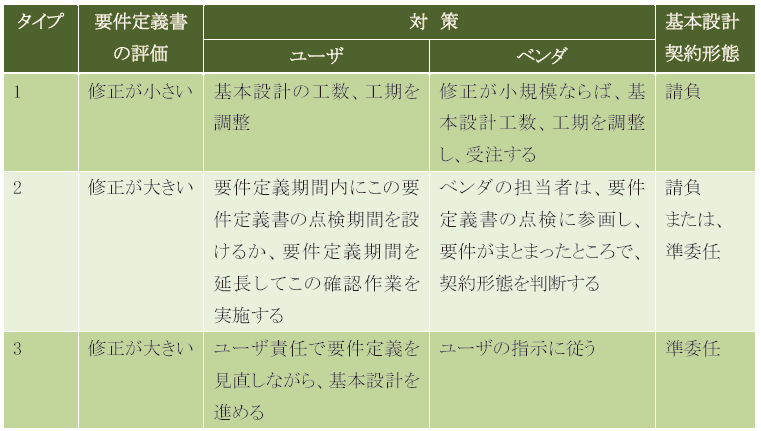 タイプ
要件定義書
の評価
対 策
ユーザ
ベンダ
基本設計
契約形態
1
修正が小さい
基本設計の工数、工期を
調整
修正が小規模ならば、基
本設計工数、工期を調整
し、受注する
請負
2
修正が大きい
要件定義期間内にこの要
件定義書の点検期間を設
けるか、要件定義期間を
延長してこの確認作業を
実施する
ベンダの担当者は、要件
定義書の点検に参画し、
要件がまとまったところで、
契約形態を判断する
請負
または、
準委任
3
修正が大きい
ユーザ責任で要件定義を
見直しながら、基本設計を
進める
ユーザの指示に従う
準委任